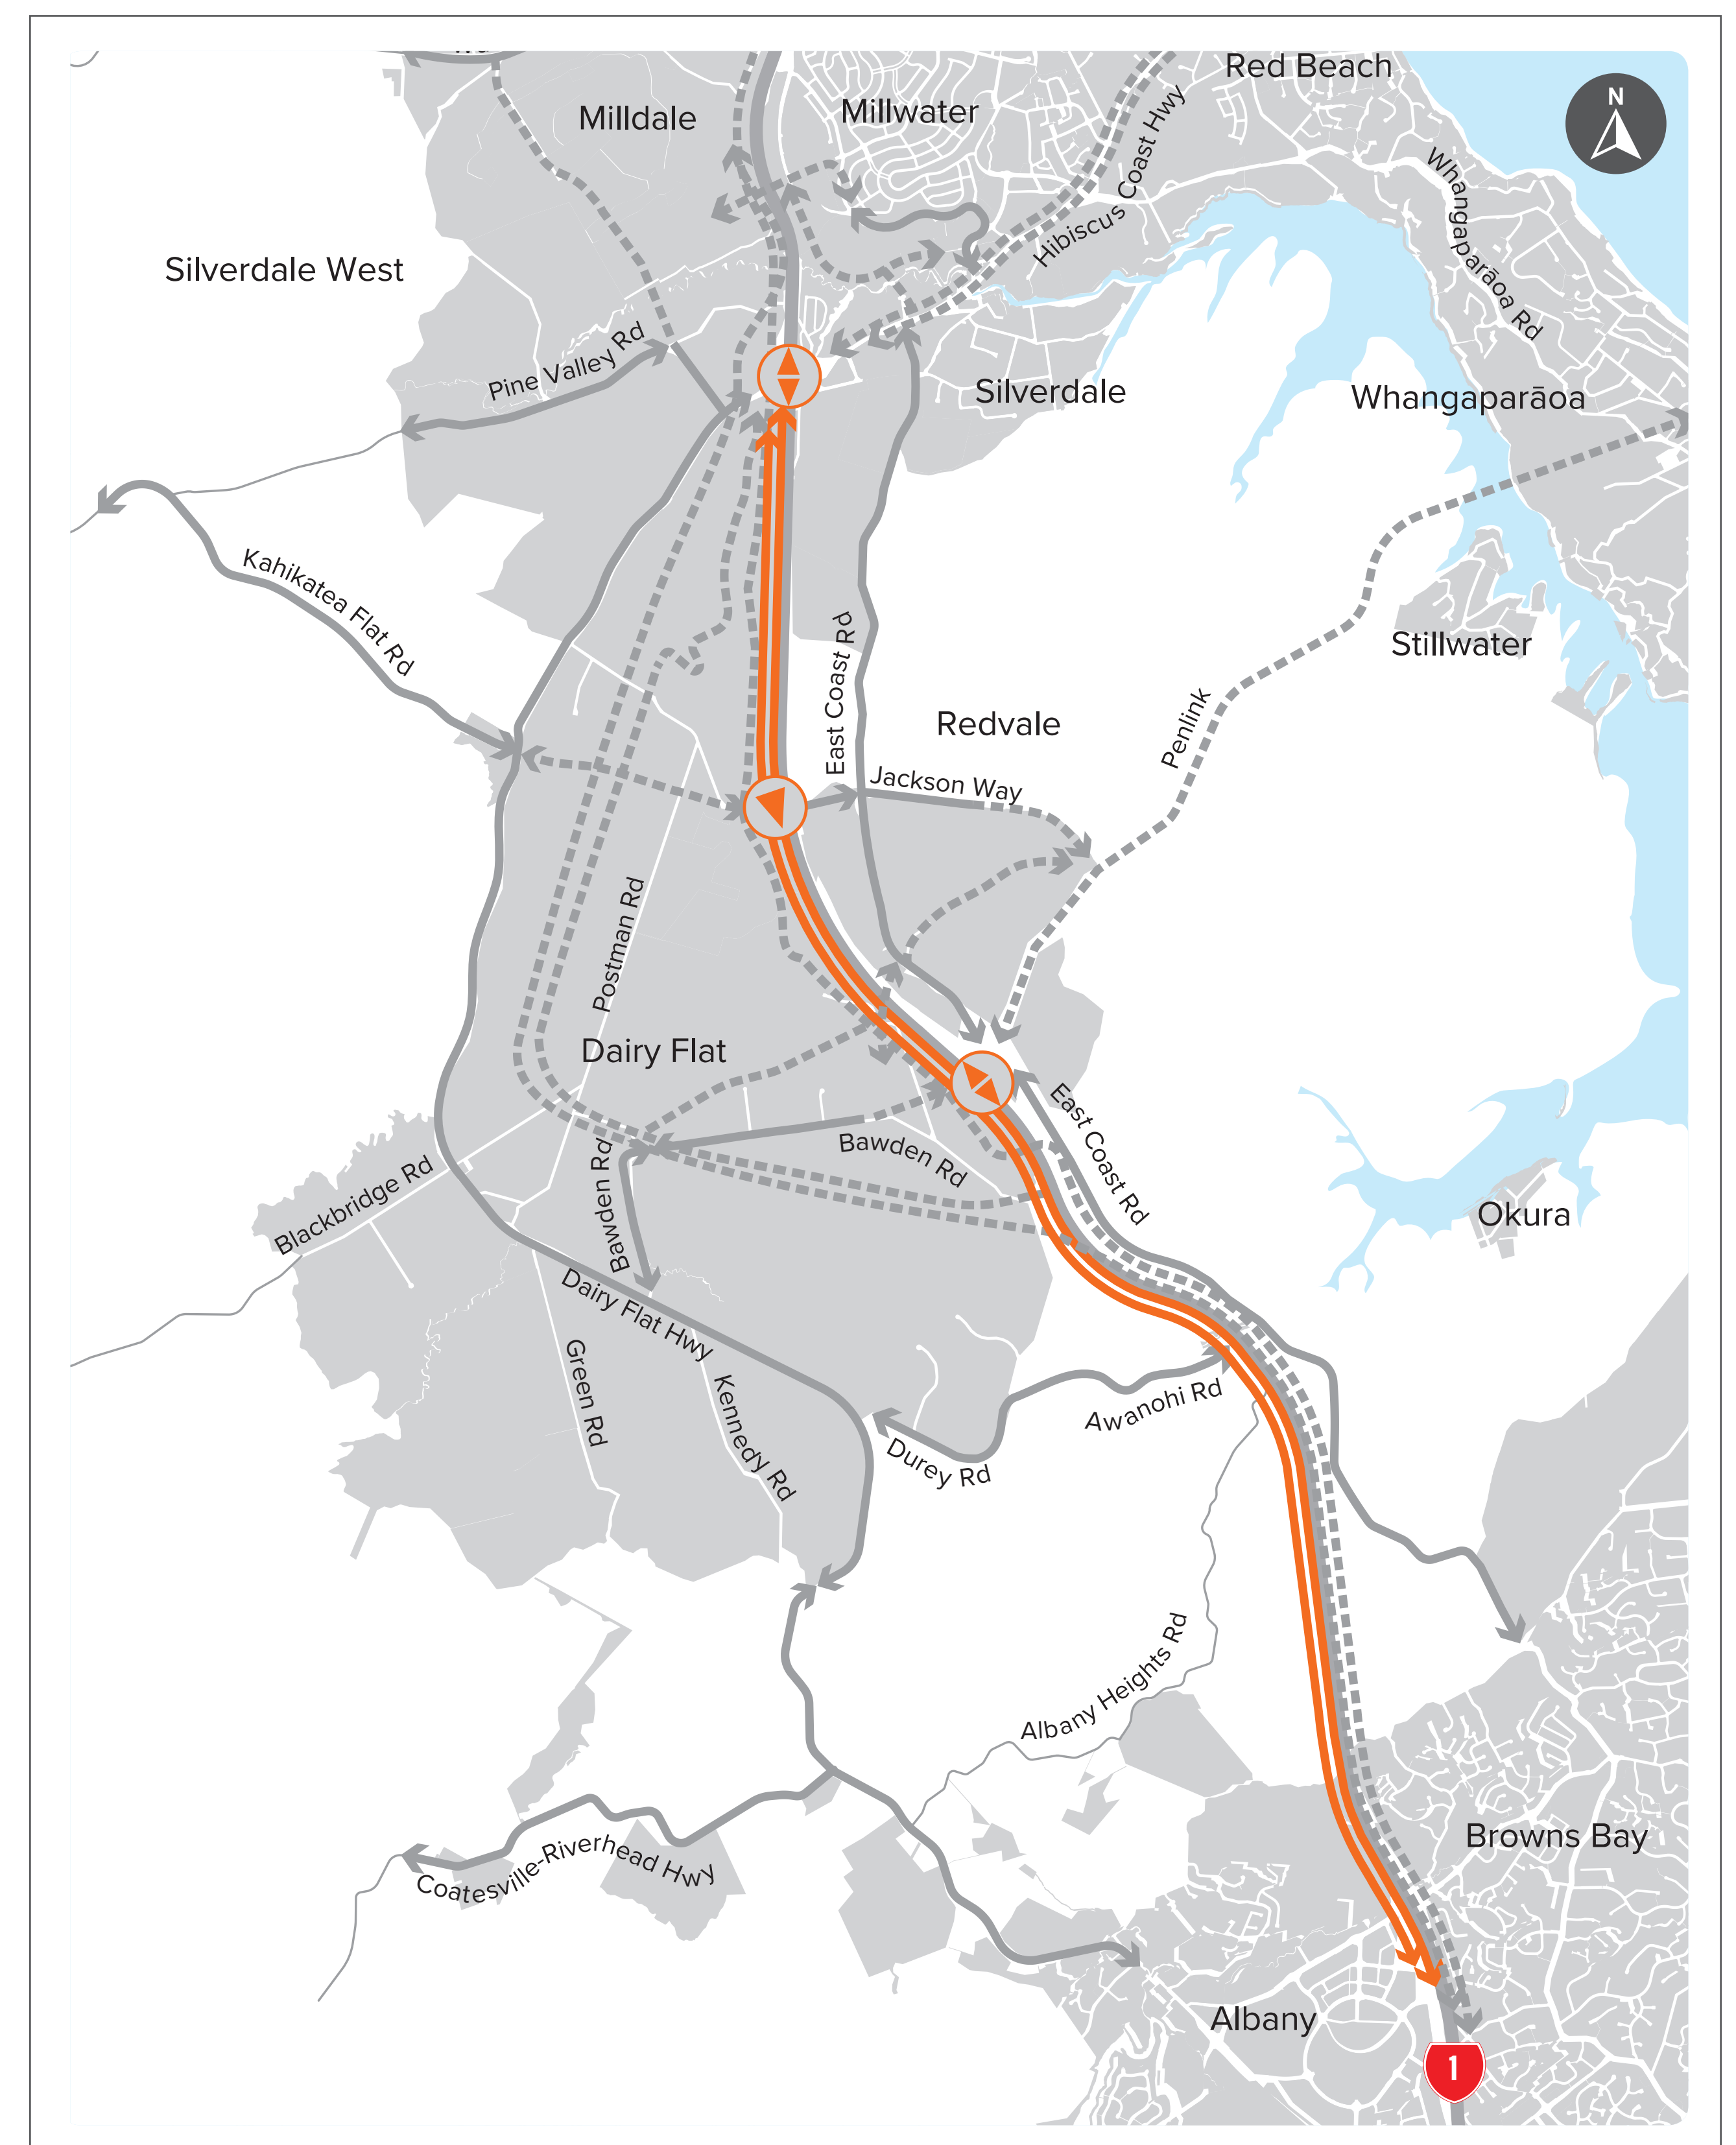 Red Beach
N
Milldale
Millwater
Hibiscus Coast Hwy
Whangaparāoa Rd
Silverdale West
Pine Valley Rd
Silverdale
Whangaparāoa
Kahikatea Flat Rd
East Coast Rd
Stillwater
Redvale
Penlink
Jackson Way
Postman Rd
Dairy Flat
East Coast Rd
Bawden Rd
Bawden Rd
Blackbridge Rd
Okura
Dairy Flat Hwy
Green Rd
Kennedy Rd
Awanohi Rd
Durey Rd
Albany Heights Rd
Browns Bay
Coatesville-Riverhead Hwy
Albany
1